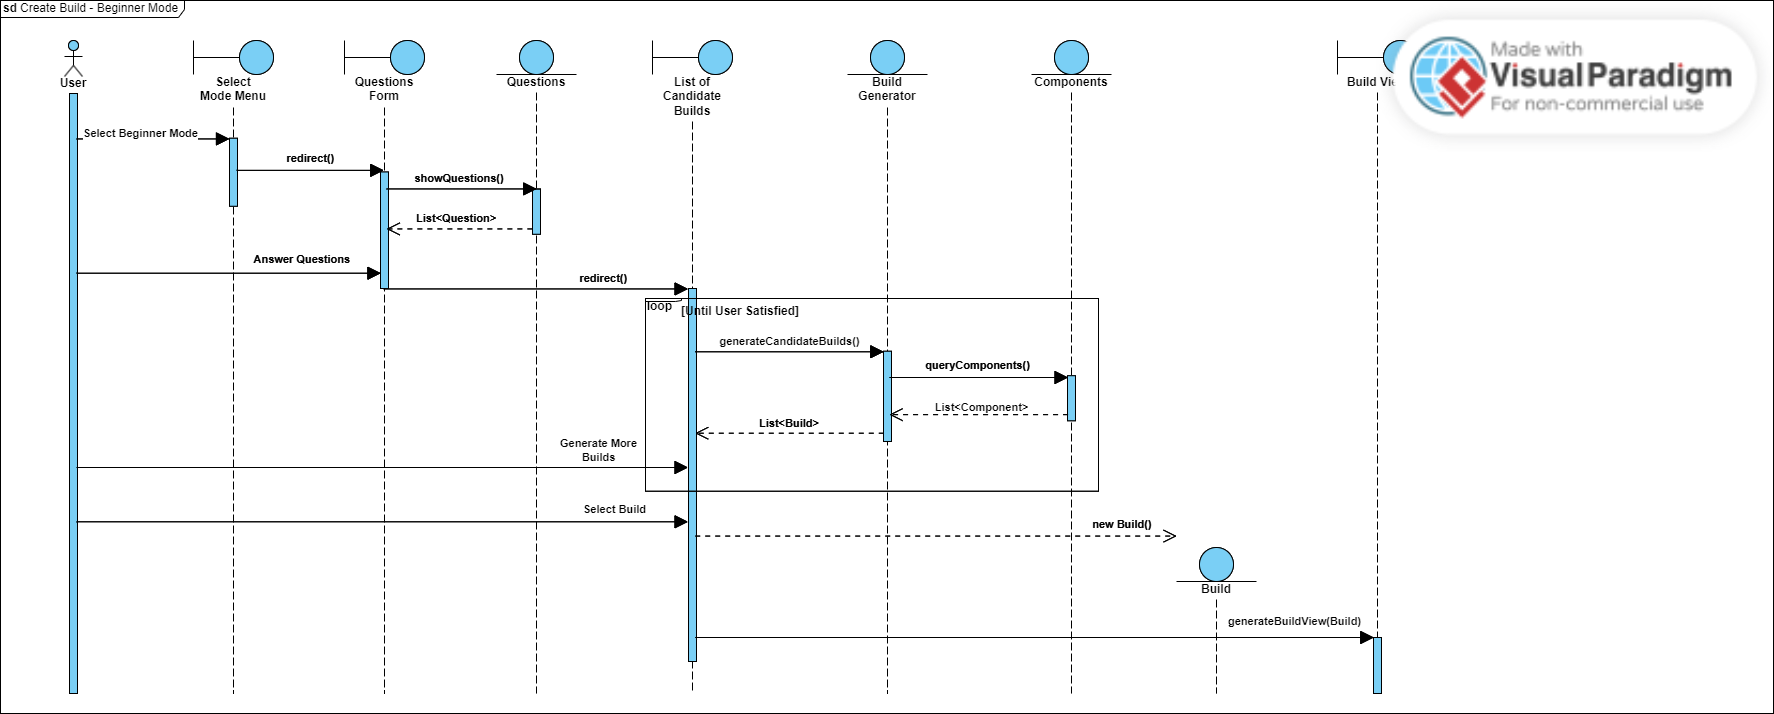 sd Create Build - Beginner Mode
User
Select
Mode Menu
Questions
Form
Questions
List of
Candidate
Builds
Build
Generator
Components
Build Vi
Made with
Visual Paradigm
For non-commercial use
Select Beginner Mode
redirect()
showQuestions()
List<Question>
Answer Questions
redirect()
loop
[Until User Satisfied]
generateCandidateBuilds()
queryComponents()
List<Component>
List<Build>
Generate More
Builds
Select Build
new Build()
Build
generateBuildView(Build)